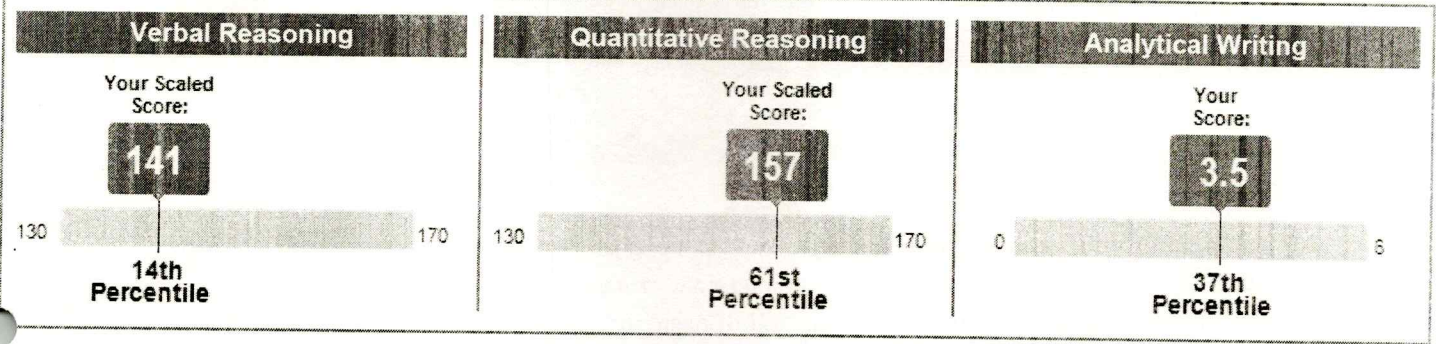 Verbal Reasoning
Your Scaled
Score:
141
130
170
14th
Percentile
Quantitative Reasoning
Your Scaled
Score:
157
130
170
61st
Percentile
Analytical Writing
Your
Score:
3.5
0
6
37th
Percentile